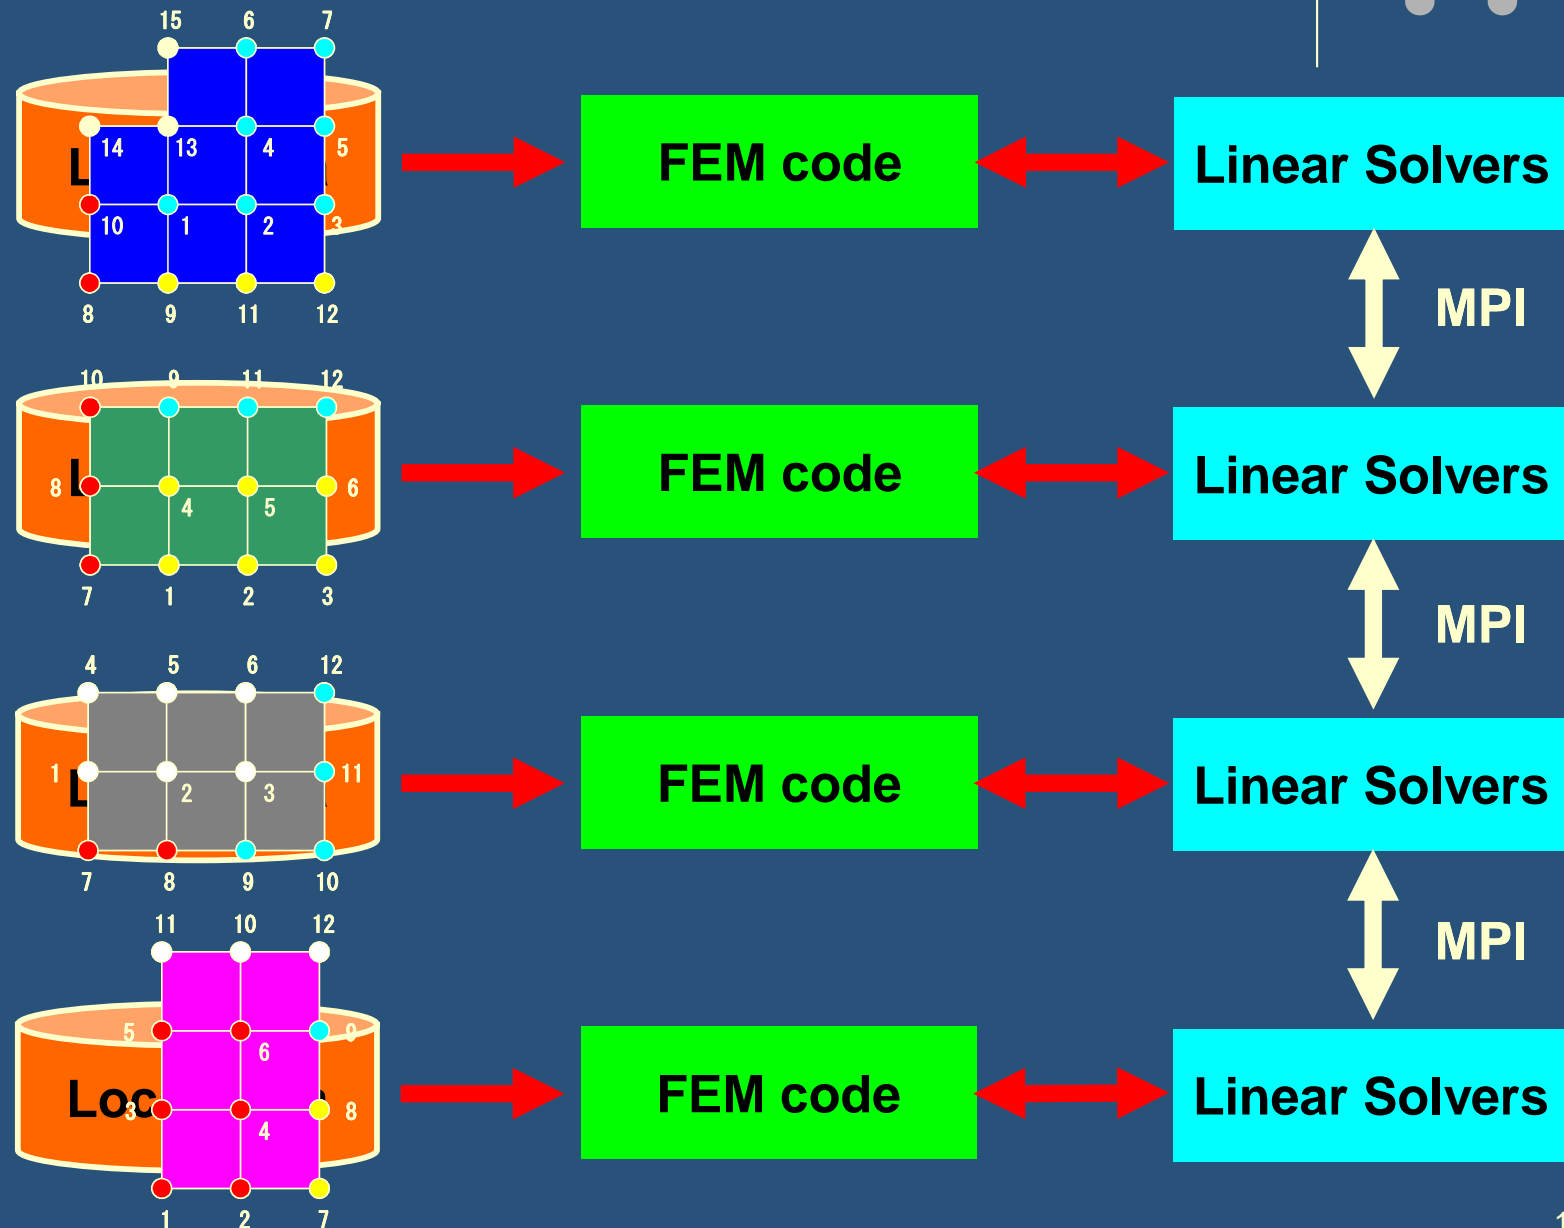 15 6 7
14 13 4 5
FEM code
Linear Solvers
10 1 2 3
8 9 11 12
MPI
10 9 11 12
8 6
4 5
FEM code
Linear Solvers
7 1 2 3
MPI
4 5 6 12
1 11
2 3
FEM code
Linear Solvers
7 8 9 10
MPI
11 10 12
5 9
6
3 8
4
FEM code
Linear Solvers
1 2 7